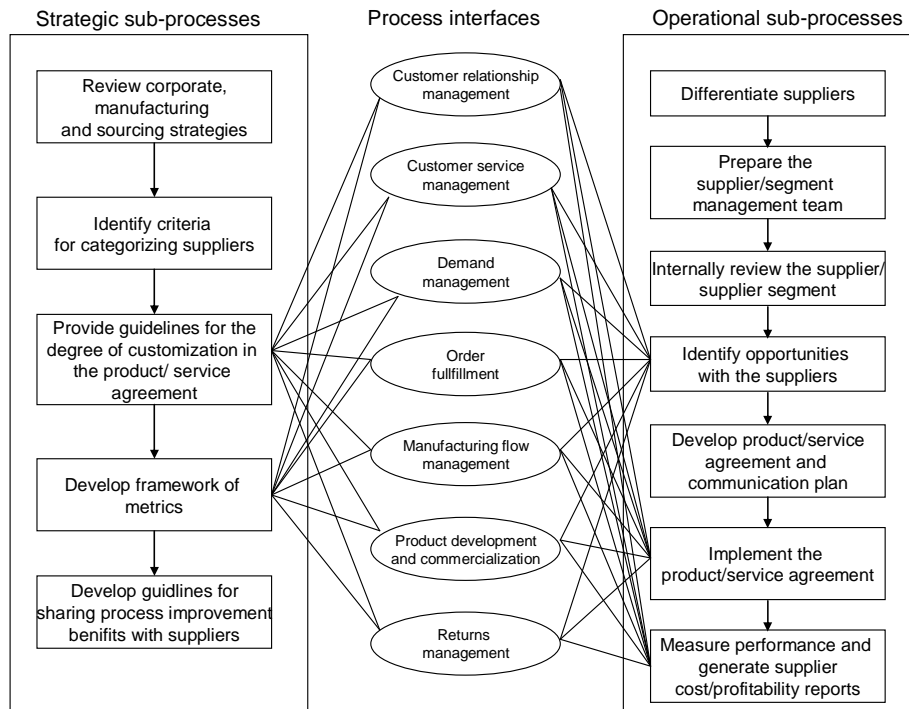 Strategic sub-processes
Review corporate,
manufacturing
and sourcing strategies
Identify criteria
for categorizing suppliers
Provide guidelines for the
degree of customization in
the product/ service
agreement
Develop framework of
metrics
Develop guidlines for
sharing process improvement
benifits with suppliers
Process interfaces
Customer relationship
management
Customer service
management
Demand
management
Order
fullfillment
Manufacturing flow
management
Product development
and commercialization
Returns
management
Operational sub-processes
Differentiate suppliers
Prepare the
supplier/segment
management team
Internally review the supplier/
supplier segment
Identify opportunities
with the suppliers
Develop product/service
agreement and
communication plan
Implement the
product/service agreement
Measure performance and
generate supplier
cost/profitability reports